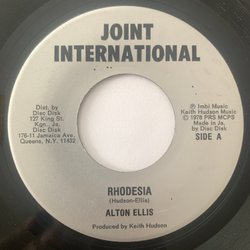 JOINT
INTERNATIONAL
Dist. by
Disc Disk
127 King St.
Kgn., Ja.
Disc Disk
176-11 Jamaica Ave.
Queens, N.Y. 11432
℗ Imbi Music
Keith Hudson Music
© 1978 PRS MCPS
Made in Ja.
by Disc Disk
SIDE A
RHODESIA
(Hudson-Ellis)
ALTON ELLIS
Produced by Keith Hudson